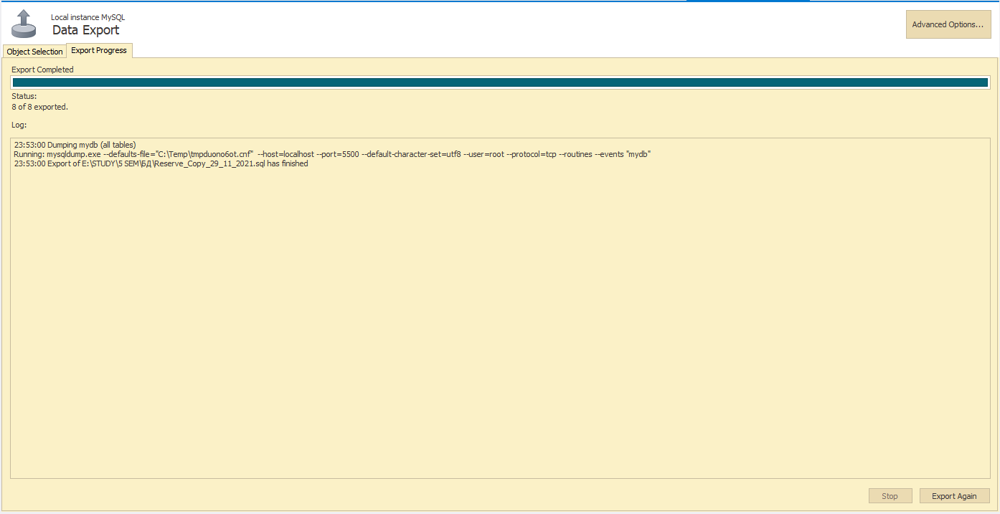 Local instance MySQL
Data Export
Advanced Options...
Object Selection
Export Progress
Export Completed
Status:
8 of 8 exported.
Log:
23:53:00 Dumping mydb (all tables)
Running: mysqldump.exe --defaults-file="C:\Temp\tmpduono6ot.cnf"  --host=localhost --port=5500 --default-character-set=utf8 --user=root --protocol=tcp --routines --events "mydb"
23:53:00 Export of E:\STUDY\5 SEM\БД\Reserve_Copy_29_11_2021.sql has finished
Stop
Export Again